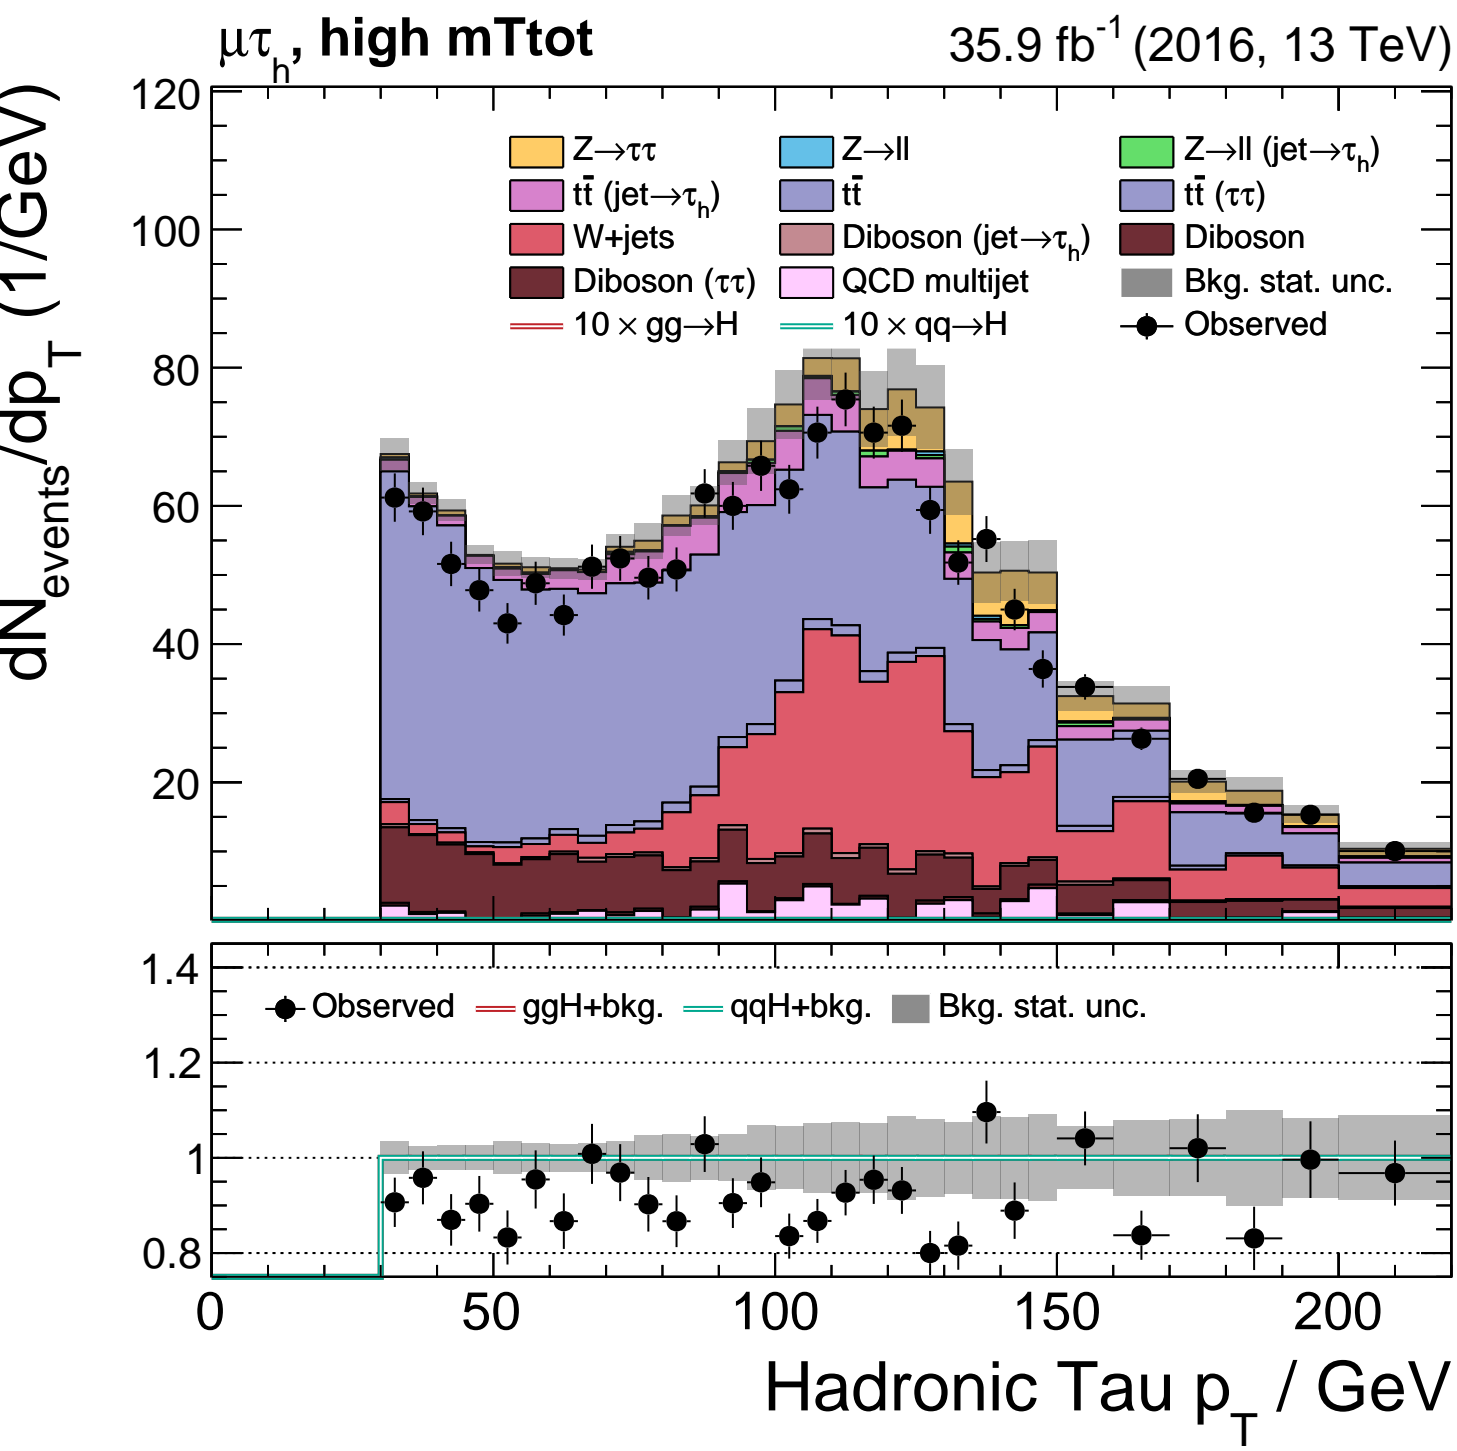 μτh, high mTtot
35.9 fb-1 (2016, 13 TeV)
dNevents/dpT (1/GeV)
120
100
80
60
40
20
Z→ττ
Z→ll
Z→ll (jet→τh)
tt̄ (jet→τh)
tt̄
tt̄ (ττ)
W+jets
Diboson (jet→τh)
Diboson
Diboson (ττ)
QCD multijet
Bkg. stat. unc.
10 × gg→H
10 × qq→H
Observed
1.4
1.2
1
0.8
Observed
ggH+bkg.
qqH+bkg.
Bkg. stat. unc.
0
50
100
150
200
Hadronic Tau pT / GeV